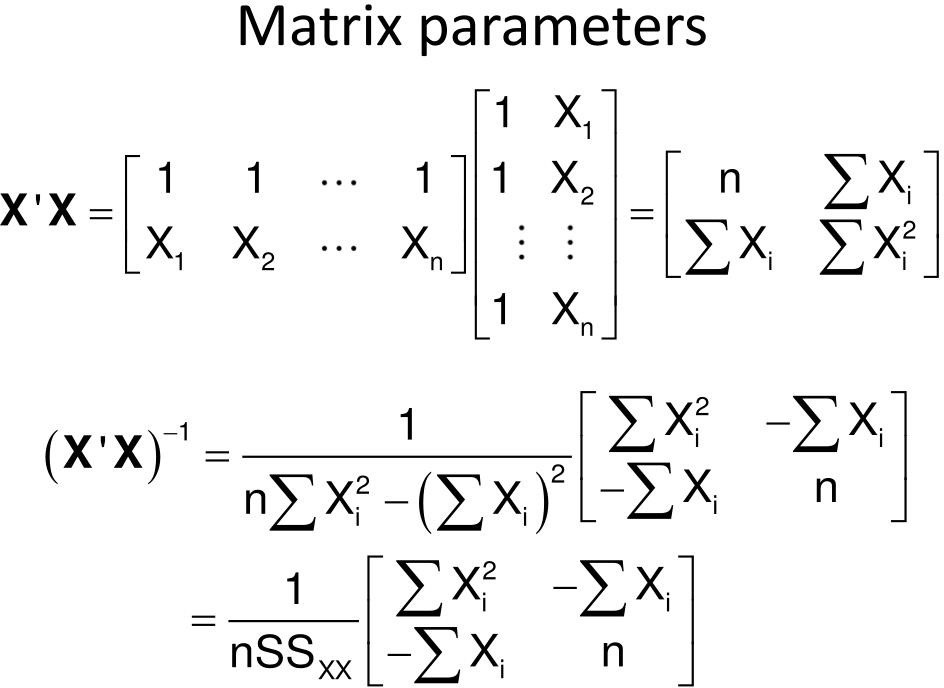 Matrix parameters
X'X = [1 1 ⋯ 1; X₁ X₂ ⋯ Xₙ] [1 X₁; 1 X₂; ⋮ ⋮; 1 Xₙ] = [n ∑Xᵢ; ∑Xᵢ ∑Xᵢ²]
(X'X)⁻¹ = 1 / (n∑Xᵢ² − (∑Xᵢ)²) [∑Xᵢ² −∑Xᵢ; −∑Xᵢ n]
= 1 / (nSS_XX) [∑Xᵢ² −∑Xᵢ; −∑Xᵢ n]